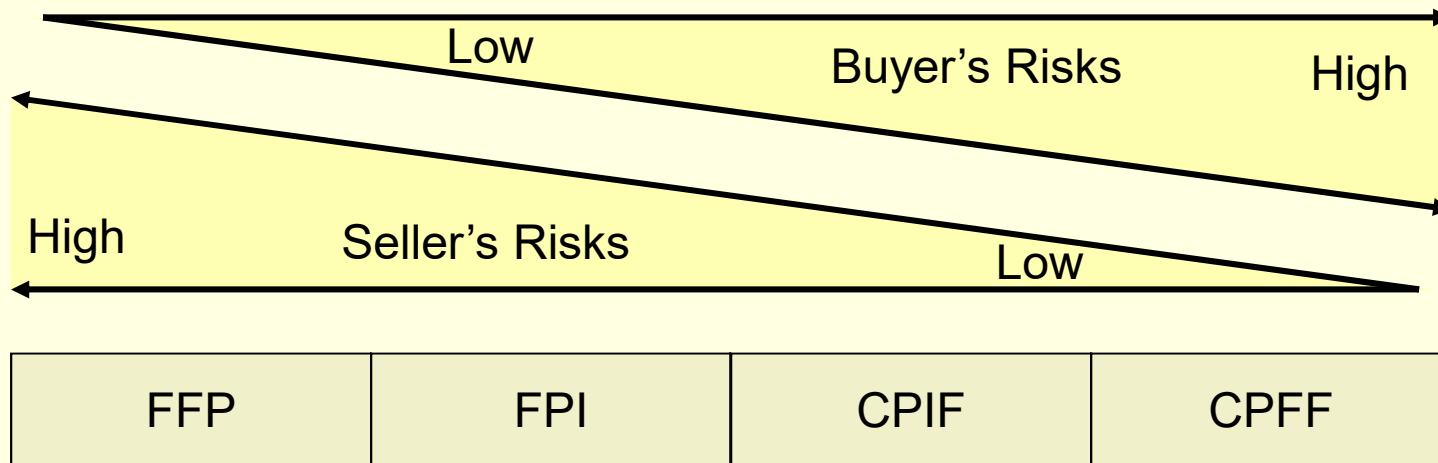 Low
Buyer’s Risks
High
High
Seller’s Risks
Low
FFP
FPI
CPIF
CPFF